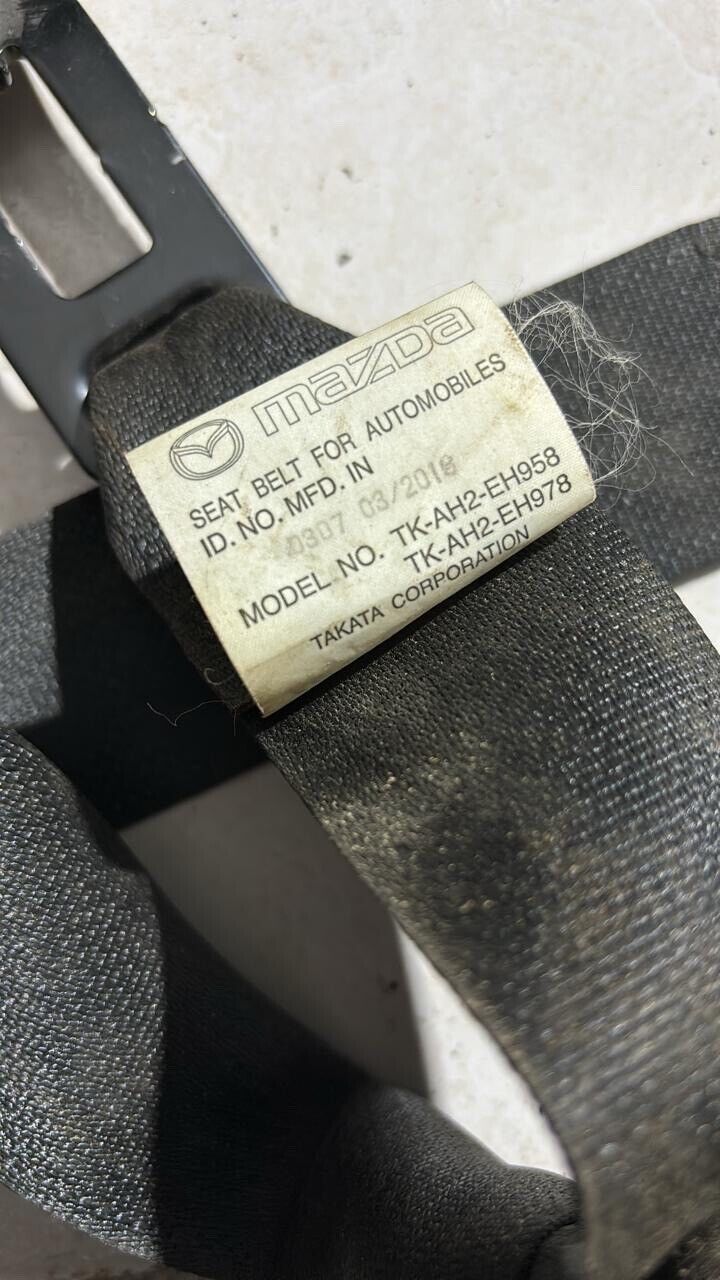 mazda
SEAT BELT FOR AUTOMOBILES
ID. NO. MFD. IN
0307 03/2018
MODEL NO. TK-AH2-EH958
TK-AH2-EH978
TAKATA CORPORATION